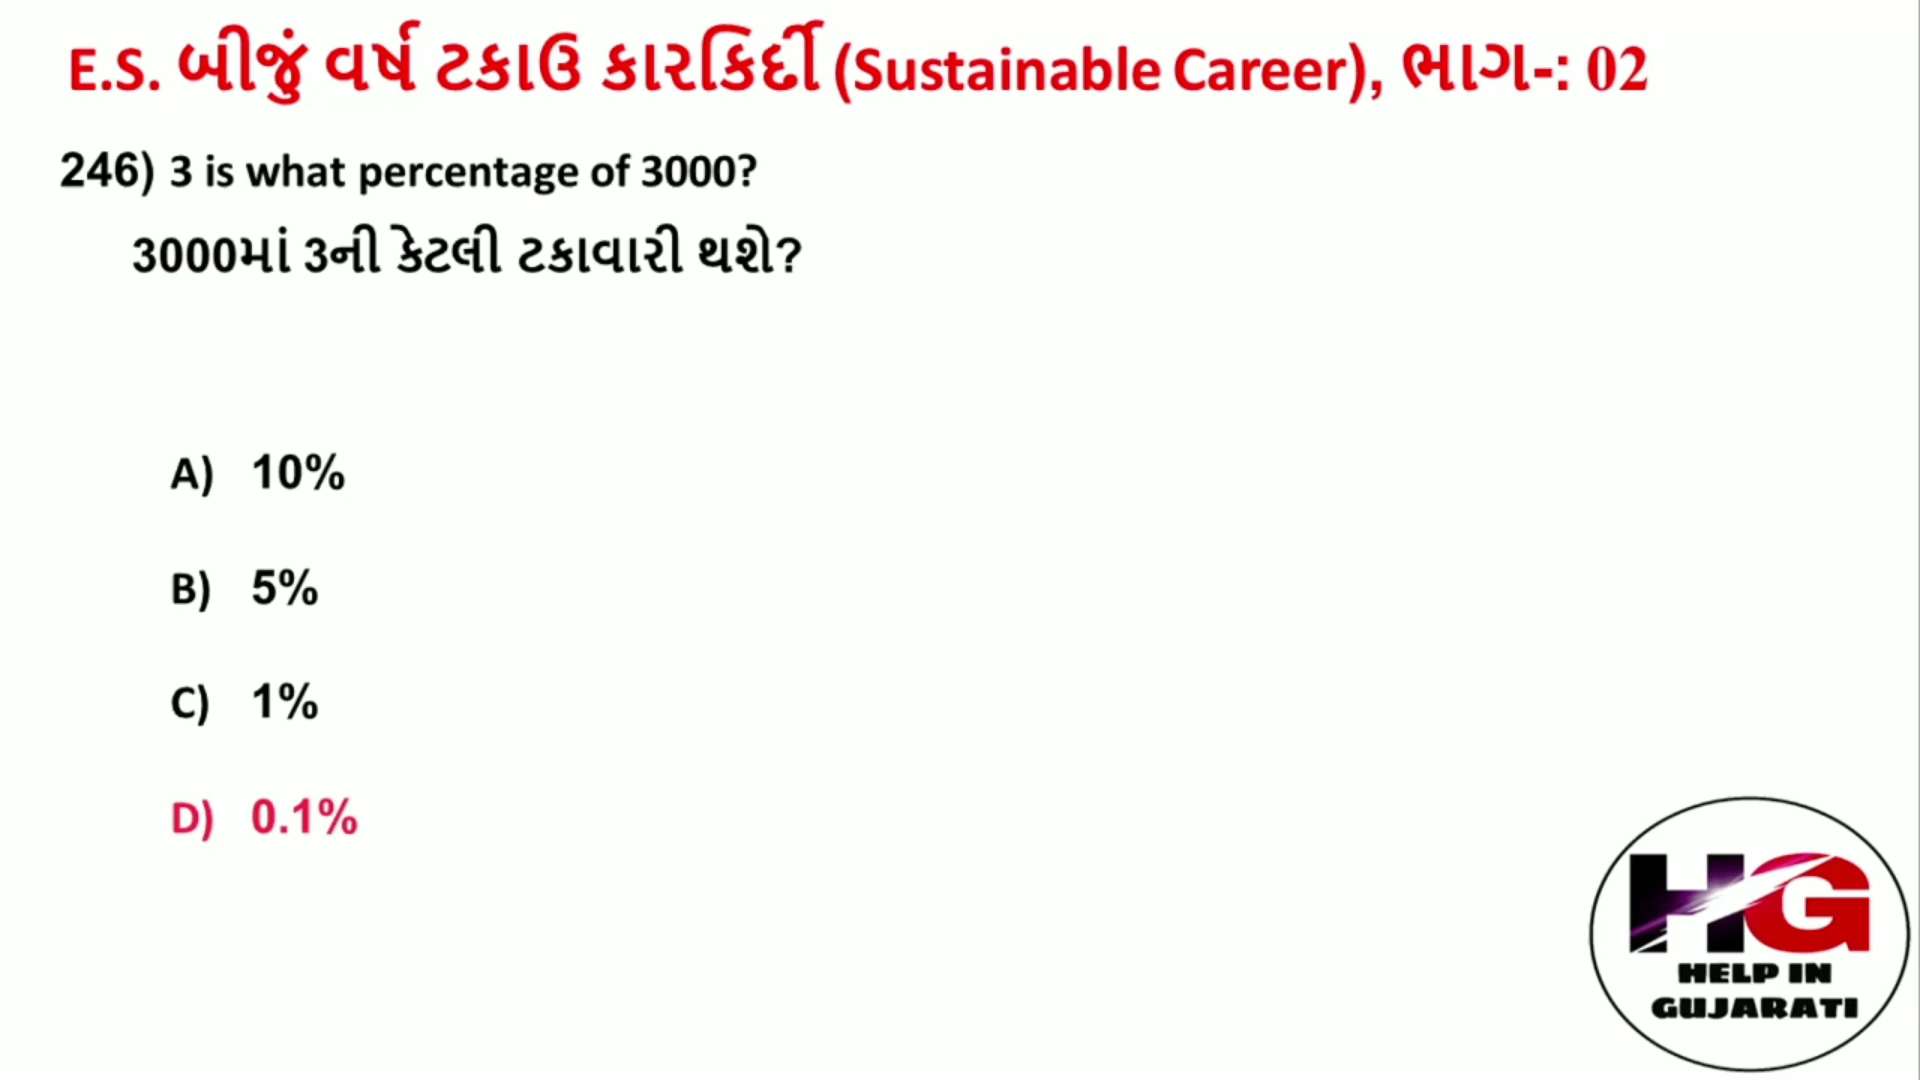 E.S. બીજું વર્ષ ટકાઉ કારકિર્દી (Sustainable Career), ભાગ-: 02
246) 3 is what percentage of 3000?
3000માં 3ની કેટલી ટકાવારી થશે?
A) 10%
B) 5%
C) 1%
D) 0.1%
HG
HELP IN
GUJARATI